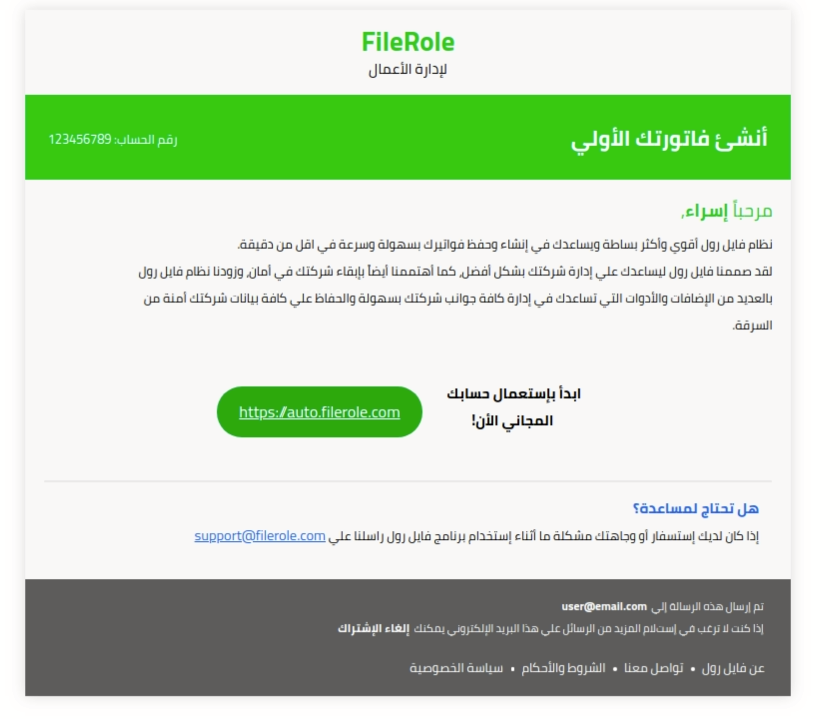 FileRole
لإدارة الأعمال
أنشئ فاتورتك الأولي
رقم الحساب: 123456789
مرحباً إسراء,
نظام فايل رول أقوي وأكثر بساطة ويساعدك في إنشاء وحفظ فواتيرك بسهولة وسرعة في اقل من دقيقة.
لقد صممنا فايل رول ليساعدك علي إدارة شركتك بشكل أفضل, كما أهتممنا أيضاً بإبقاء شركتك في أمان, وزودنا نظام فايل رول
بالعديد من الإضافات والأدوات التي تساعدك في إدارة كافة جوانب شركتك بسهولة والحفاظ علي كافة بيانات شركتك أمنة من
السرقة.
ابدأ بإستعمال حسابك
المجاني الأن!
https://auto.filerole.com
هل تحتاج لمساعدة؟
إذا كان لديك إستسفار أو وجاهتك مشكلة ما أثناء إستخدام برنامج فايل رول راسلنا علي support@filerole.com
تم إرسال هذه الرسالة إلي user@email.com
إذا كنت لا ترغب في إستلام المزيد من الرسائل علي هذا البريد الإلكتروني يمكنك إلغاء الإشتراك
عن فايل رول • تواصل معنا • الشروط والأحكام • سياسة الخصوصية